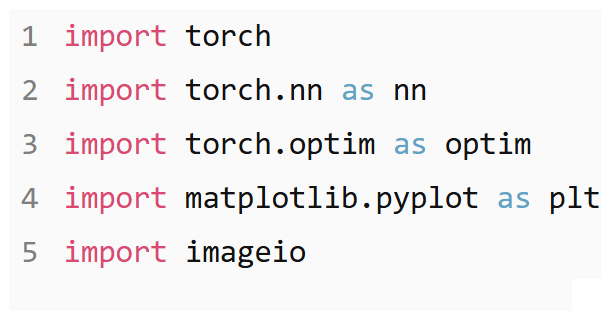 1 import torch
2 import torch.nn as nn
3 import torch.optim as optim
4 import matplotlib.pyplot as plt
5 import imageio